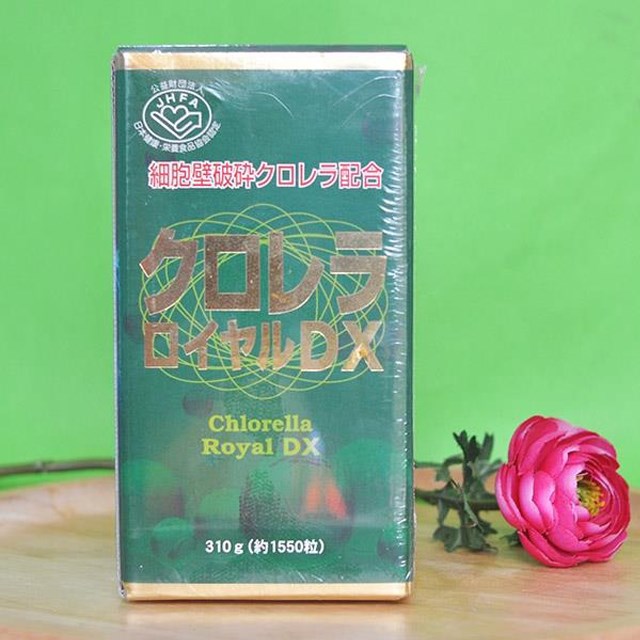 公益財団法人
JHFA
日本健康・栄養食品協会認定
細胞壁破砕クロレラ配合
クロレラ
ロイヤルDX
Chlorella
Royal DX
310g(約1550粒)